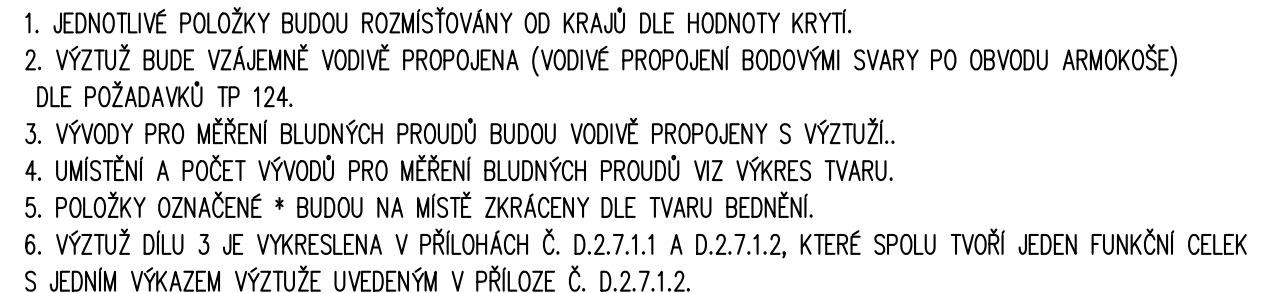 1. JEDNOTLIVÉ POLOŽKY BUDOU ROZMÍSŤOVÁNY OD KRAJŮ DLE HODNOTY KRYTÍ.
2. VÝZTUŽ BUDE VZÁJEMNĚ VODIVĚ PROPOJENA (VODIVÉ PROPOJENÍ BODOVÝMI SVARY PO OBVODU ARMOKOŠE)
DLE POŽADAVKŮ TP 124.
3. VÝVODY PRO MĚŘENÍ BLUDNÝCH PROUDŮ BUDOU VODIVĚ PROPOJENY S VÝZTUŽÍ..
4. UMÍSTĚNÍ A POČET VÝVODŮ PRO MĚŘENÍ BLUDNÝCH PROUDŮ VIZ VÝKRES TVARU.
5. POLOŽKY OZNAČENÉ * BUDOU NA MÍSTĚ ZKRÁCENY DLE TVARU BEDNĚNÍ.
6. VÝZTUŽ DÍLU 3 JE VYKRESLENA V PŘÍLOHÁCH Č. D.2.7.1.1 A D.2.7.1.2, KTERÉ SPOLU TVOŘÍ JEDEN FUNKČNÍ CELEK
S JEDNÍM VÝKAZEM VÝZTUŽE UVEDENÝM V PŘÍLOZE Č. D.2.7.1.2.